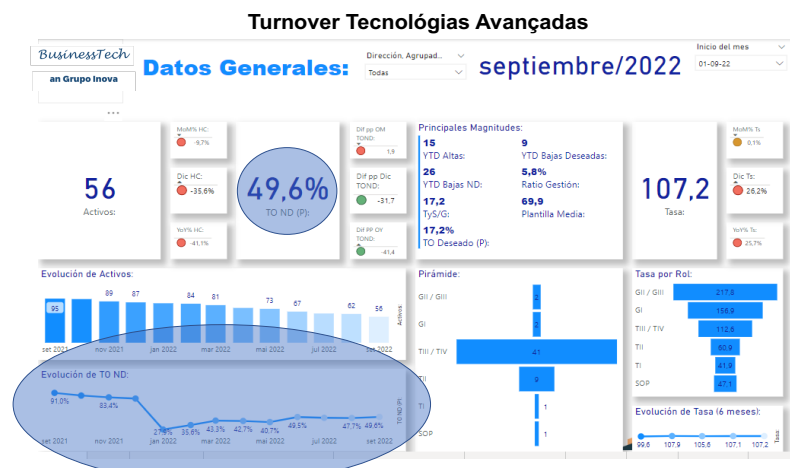 Turnover Tecnológias Avançadas
BusinessTech
an Grupo Inova
Datos Generales:
Dirección, Agrupad...
Todas
septiembre/2022
Inicio del mes
01-09-22
...
56
Activos:
MoM% HC:
-9,7%
Dic HC:
-35,6%
YoY% HC:
-41,1%
49,6%
TO ND (P):
Dif pp OM
TOND:
1,9
Dif pp Dic
TOND:
-31,7
Dif PP OY
TOND:
-41,4
Principales Magnitudes:
15
YTD Altas:
9
YTD Bajas Deseadas:
26
YTD Bajas ND:
5,8%
Ratio Gestión:
17,2
TyS/G:
69,9
Plantilla Media:
17,2%
TO Deseado (P):
107,2
Tasa:
MoM% Ts
0,1%
Dic Ts:
26,2%
YoY% Ts:
25,7%
Evolución de Activos:
95
89
87
84
81
73
67
62
56
Activos
set 2021
nov 2021
jan 2022
mar 2022
mai 2022
jul 2022
set 2022
Evolución de TO ND:
91,0%
83,4%
35,6%
43,3%
42,7%
40,7%
49,5%
47,7%
49,6%
TO ND (P)
set 2021
nov 2021
jan 2022
mar 2022
mai 2022
jul 2022
set 2022
Pirámide:
GII / GIII
2
GI
2
TIII / TIV
41
TII
9
TI
1
SOP
1
Tasa por Rol:
GII / GIII
217,8
GI
TIII / TIV
112,6
TII
60,9
TI
41,9
SOP
47,1
Evolución de Tasa (6 meses):
99,6
107,9
105,6
107,1
107,2
Tasa